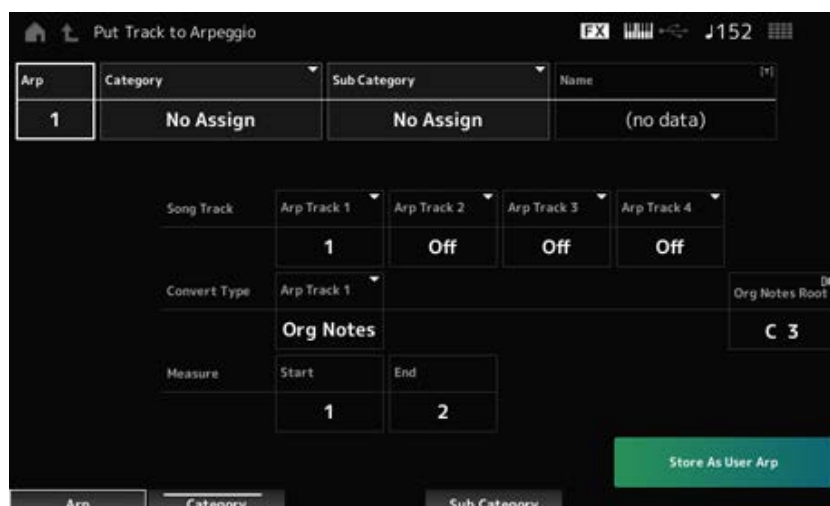 Put Track to Arpeggio FX ♩152
Arp Category Sub Category Name
1 No Assign No Assign (no data)
Song Track Arp Track 1 Arp Track 2 Arp Track 3 Arp Track 4
1 Off Off Off
Convert Type Arp Track 1 Org Notes Root
Org Notes C 3
Measure Start End
1 2
Store As User Arp
Arp Category Sub Category